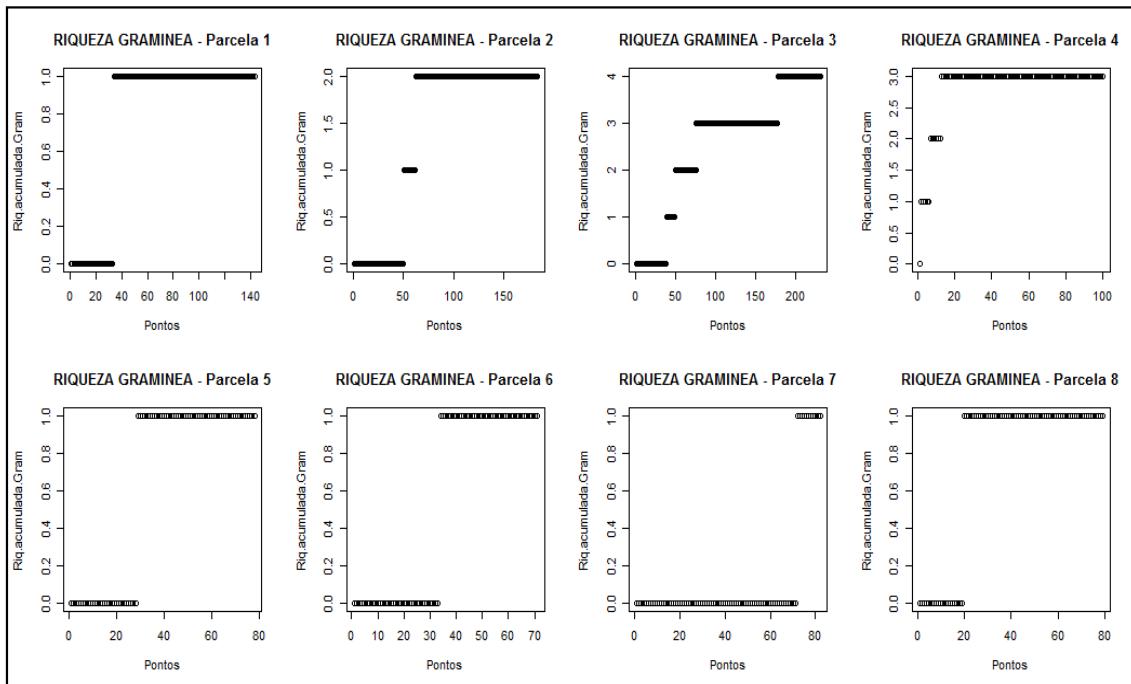 RIQUEZA GRAMINEA - Parcela 1
Riq.acumulada.Gram
0.0 0.2 0.4 0.6 0.8 1.0
0 20 40 60 80 100 140
Pontos
RIQUEZA GRAMINEA - Parcela 2
Riq.acumulada.Gram
0.0 0.5 1.0 1.5 2.0
0 50 100 150
Pontos
RIQUEZA GRAMINEA - Parcela 3
Riq.acumulada.Gram
0 1 2 3 4
0 50 100 150 200
Pontos
RIQUEZA GRAMINEA - Parcela 4
Riq.acumulada.Gram
0.0 0.5 1.0 1.5 2.0 2.5 3.0
0 20 40 60 80 100
Pontos
RIQUEZA GRAMINEA - Parcela 5
Riq.acumulada.Gram
0.0 0.2 0.4 0.6 0.8 1.0
0 20 40 60 80
Pontos
RIQUEZA GRAMINEA - Parcela 6
Riq.acumulada.Gram
0.0 0.2 0.4 0.6 0.8 1.0
0 10 20 30 40 50 60 70
Pontos
RIQUEZA GRAMINEA - Parcela 7
Riq.acumulada.Gram
0.0 0.2 0.4 0.6 0.8 1.0
0 20 40 60 80
Pontos
RIQUEZA GRAMINEA - Parcela 8
Riq.acumulada.Gram
0.0 0.2 0.4 0.6 0.8 1.0
0 20 40 60 80
Pontos